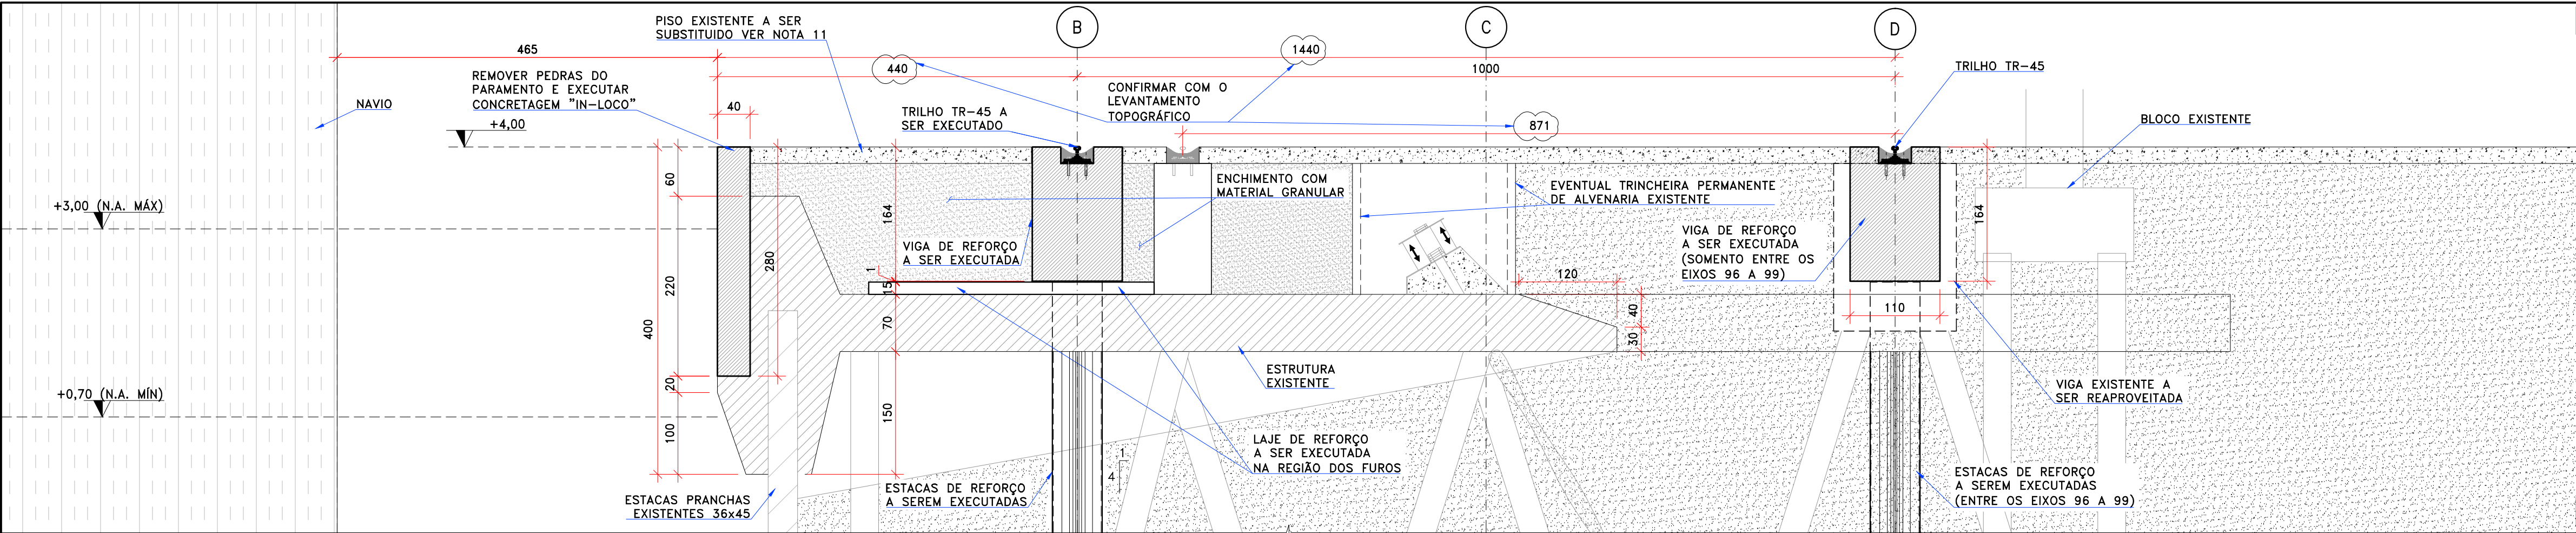 B
C
D
PISO EXISTENTE A SER
SUBSTITUIDO VER NOTA 11
465
440
1440
1000
REMOVER PEDRAS DO
PARAMENTO E EXECUTAR
CONCRETAGEM "IN-LOCO"
NAVIO
40
CONFIRMAR COM O
LEVANTAMENTO
TOPOGRÁFICO
TRILHO TR-45
TRILHO TR-45 A
SER EXECUTADO
+4,00
871
BLOCO EXISTENTE
60
164
ENCHIMENTO COM
MATERIAL GRANULAR
EVENTUAL TRINCHEIRA PERMANENTE
DE ALVENARIA EXISTENTE
+3,00 (N.A. MÁX)
164
VIGA DE REFORÇO
A SER EXECUTADA
VIGA DE REFORÇO
A SER EXECUTADA
(SOMENTO ENTRE OS
EIXOS 96 A 99)
280
1
120
220
15
400
70
40
30
110
ESTRUTURA
EXISTENTE
20
+0,70 (N.A. MÍN)
VIGA EXISTENTE A
SER REAPROVEITADA
100
150
LAJE DE REFORÇO
A SER EXECUTADA
NA REGIÃO DOS FUROS
1
4
ESTACAS PRANCHAS
EXISTENTES 36x45
ESTACAS DE REFORÇO
A SEREM EXECUTADAS
ESTACAS DE REFORÇO
A SEREM EXECUTADAS
(ENTRE OS EIXOS 96 A 99)